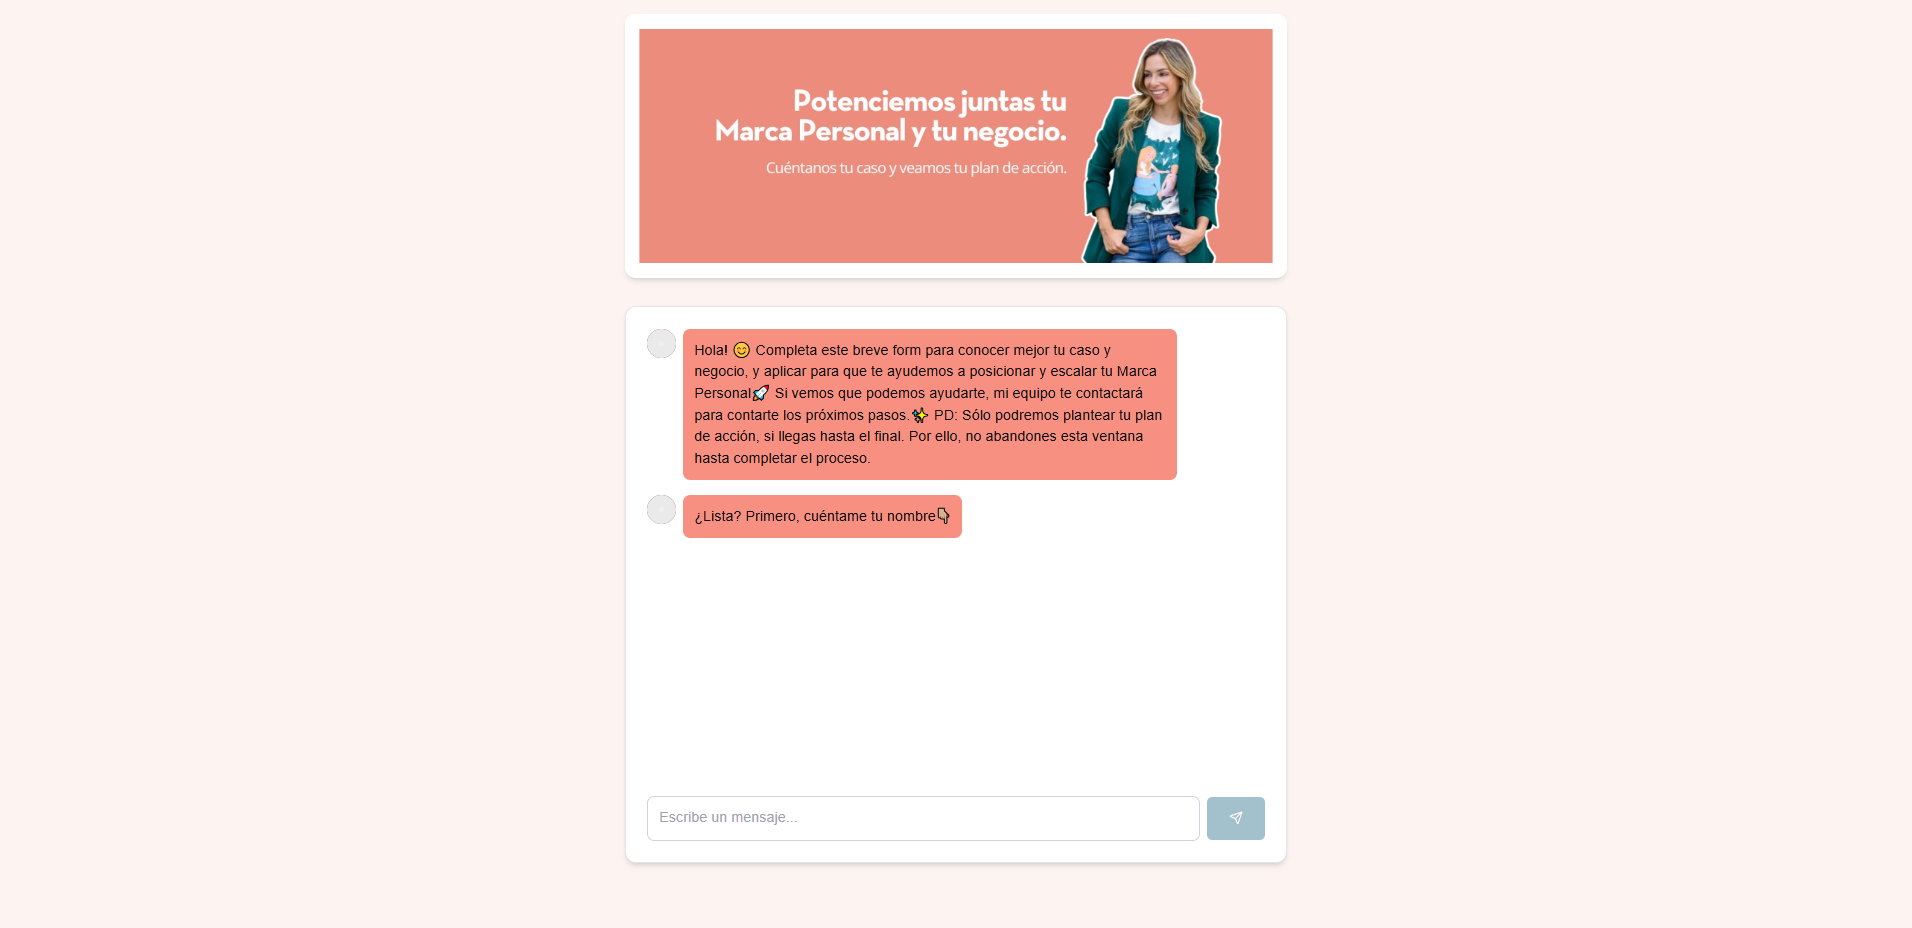 Potenciemos juntas tu
Marca Personal y tu negocio.
Cuéntanos tu caso y veamos tu plan de acción.
Hola! 😊 Completa este breve form para conocer mejor tu caso y
negocio, y aplicar para que te ayudemos a posicionar y escalar tu Marca
Personal🚀 Si vemos que podemos ayudarte, mi equipo te contactará
para contarte los próximos pasos.✨ PD: Sólo podremos plantear tu plan
de acción, si llegas hasta el final. Por ello, no abandones esta ventana
hasta completar el proceso.
¿Lista? Primero, cuéntame tu nombre👇🏼
Escribe un mensaje...